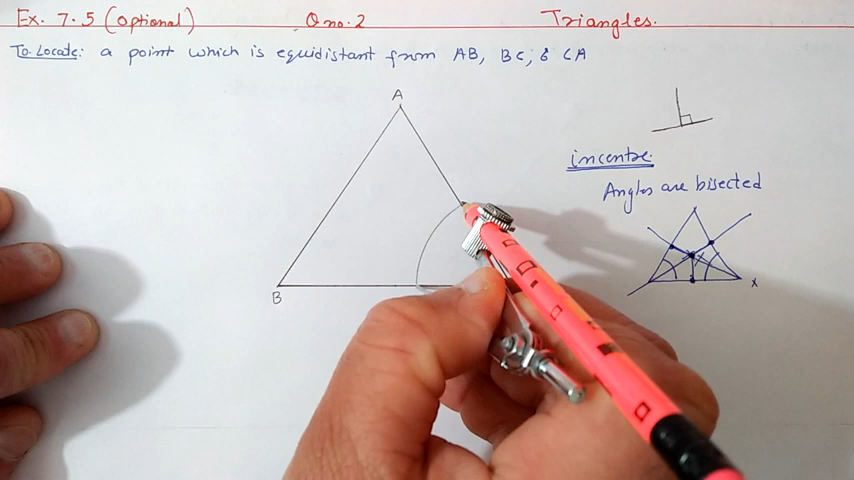 Ex. 7.5 (Optional) Q no. 2 Triangles.
To Locate: a point which is equidistant from AB, BC, & CA
A
incentre.
Angles are bisected
x
B